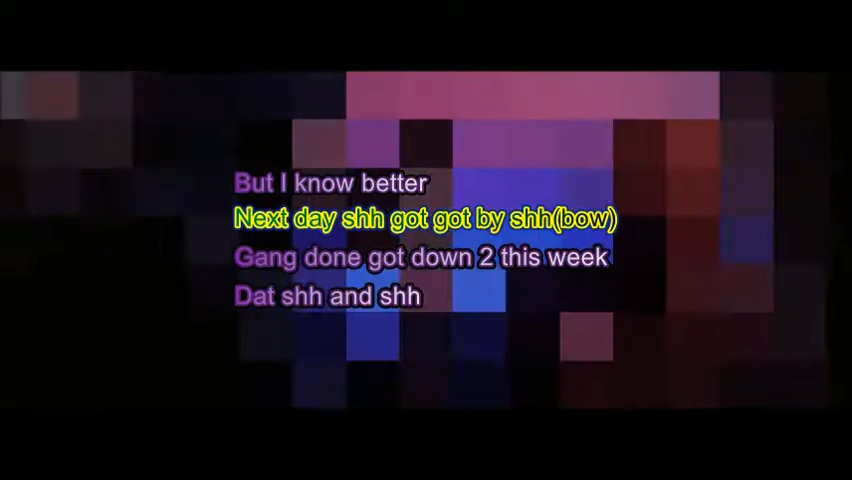 But I know better
Next day shh got got by shh(bow)
Gang done got down 2 this week
Dat shh and shh